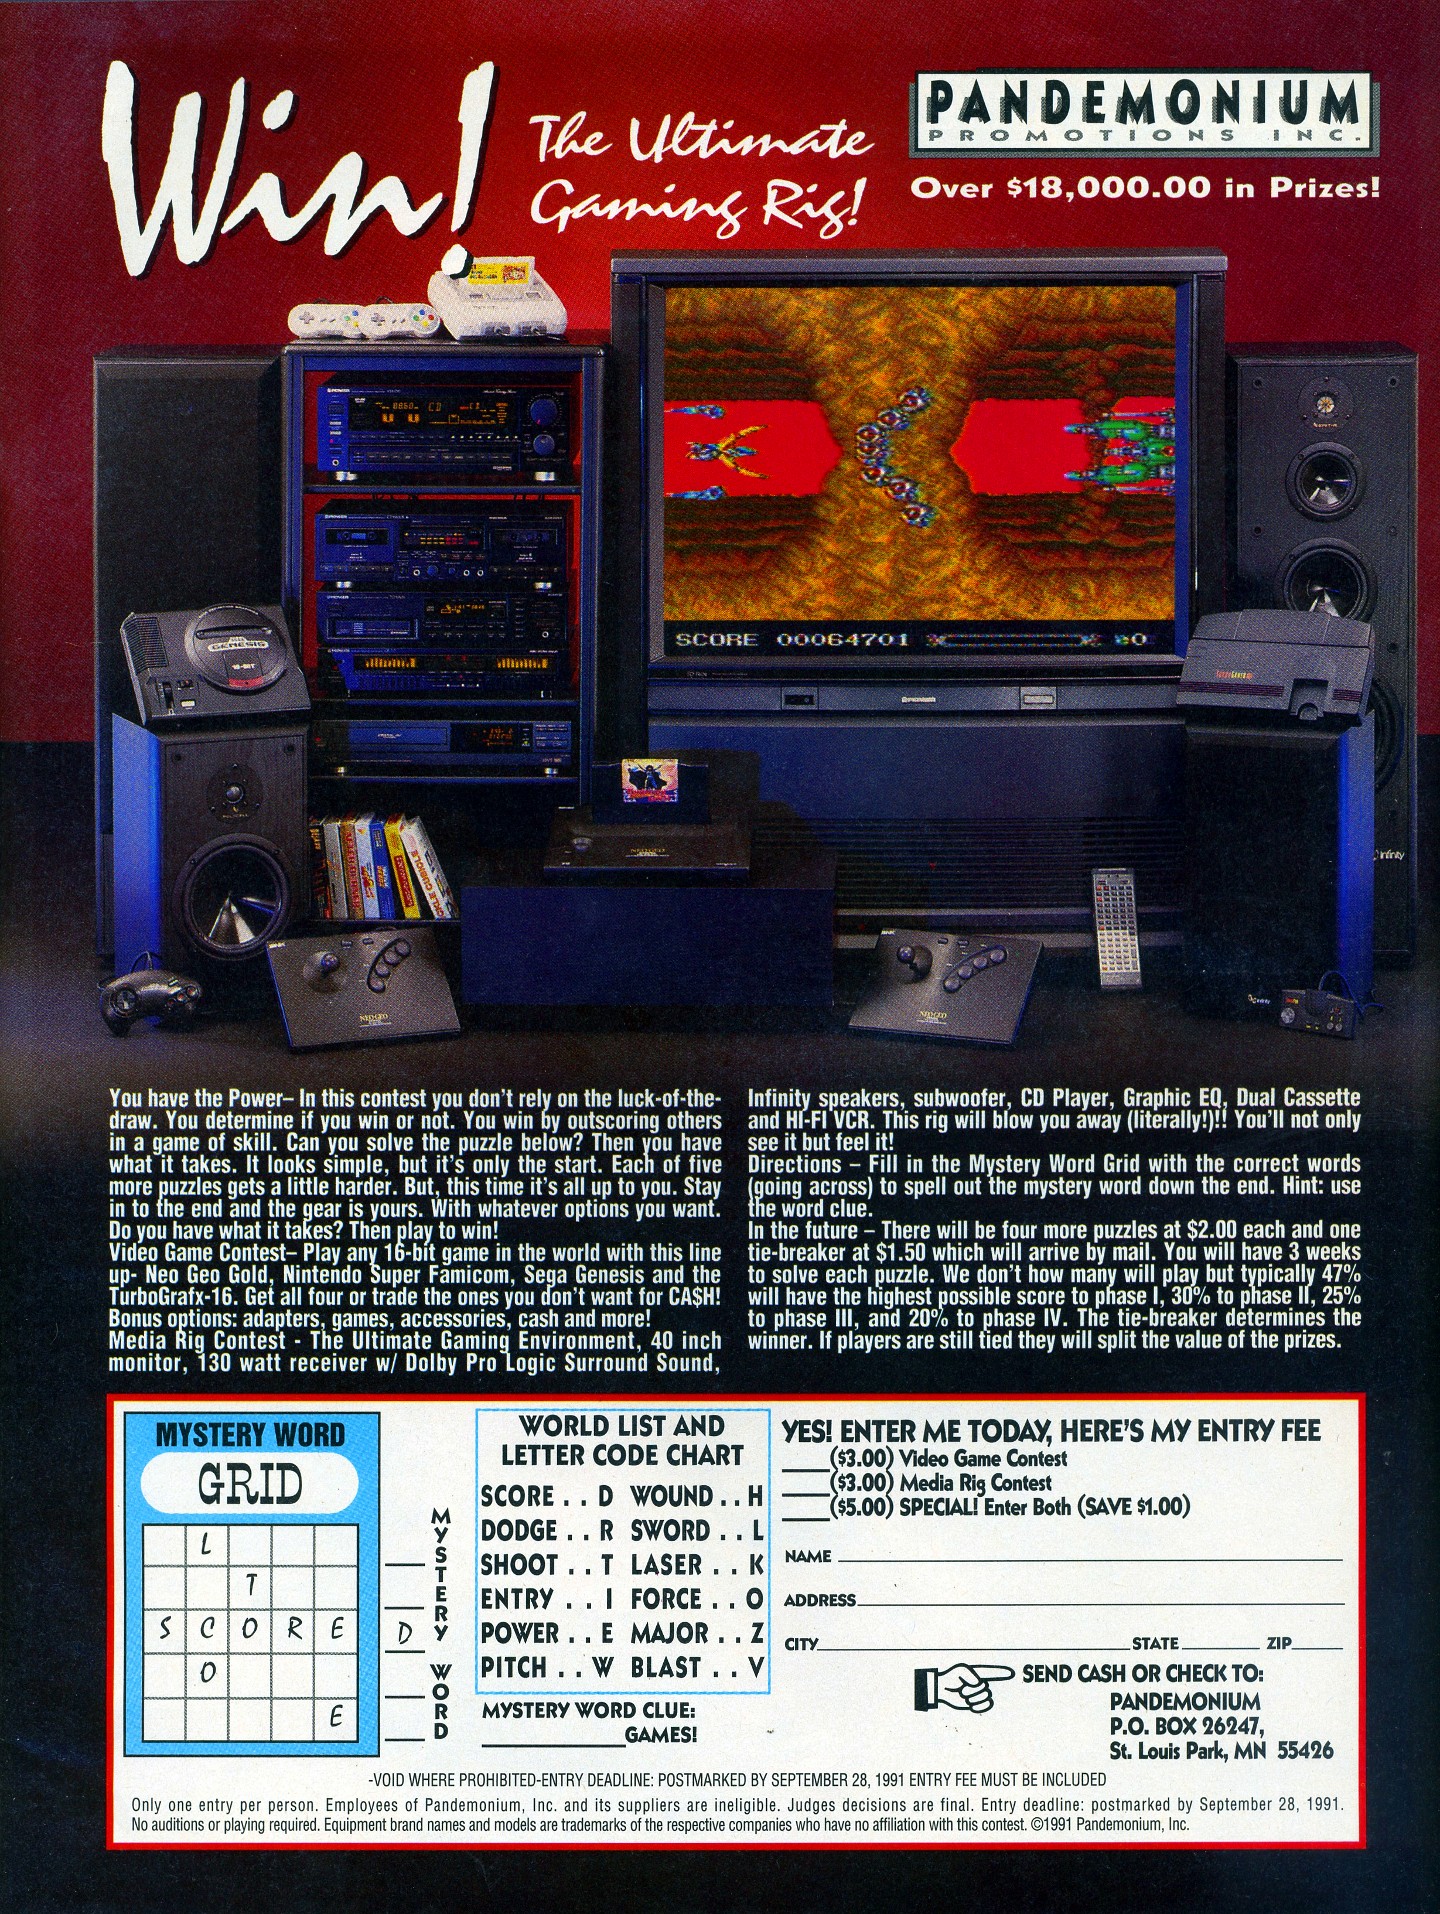 Win!
The Ultimate
Gaming Rig!
PANDEMONIUM
PROMOTIONS INC.
Over $18,000.00 in Prizes!
PIONEER
GENESIS
16-BIT
SCORE 00064701
PIONEER
NEO GEO
Infinity
SNK
NEO GEO
SNK
NEO GEO
Infinity
You have the Power– In this contest you don't rely on the luck-of-the-
draw. You determine if you win or not. You win by outscoring others
in a game of skill. Can you solve the puzzle below? Then you have
what it takes. It looks simple, but it's only the start. Each of five
more puzzles gets a little harder. But, this time it's all up to you. Stay
in to the end and the gear is yours. With whatever options you want.
Do you have what it takes? Then play to win!
Video Game Contest– Play any 16-bit game in the world with this line
up- Neo Geo Gold, Nintendo Super Famicom, Sega Genesis and the
TurboGrafx-16. Get all four or trade the ones you don't want for CA$H!
Bonus options: adapters, games, accessories, cash and more!
Media Rig Contest - The Ultimate Gaming Environment, 40 inch
monitor, 130 watt receiver w/ Dolby Pro Logic Surround Sound,
Infinity speakers, subwoofer, CD Player, Graphic EQ, Dual Cassette
and HI-FI VCR. This rig will blow you away (literally!)!! You'll not only
see it but feel it!
Directions – Fill in the Mystery Word Grid with the correct words
(going across) to spell out the mystery word down the end. Hint: use
the word clue.
In the future – There will be four more puzzles at $2.00 each and one
tie-breaker at $1.50 which will arrive by mail. You will have 3 weeks
to solve each puzzle. We don't how many will play but typically 47%
will have the highest possible score to phase I, 30% to phase II, 25%
to phase III, and 20% to phase IV. The tie-breaker determines the
winner. If players are still tied they will split the value of the prizes.
MYSTERY WORD
GRID
L
T
S C O R E D
O
E
MYSTERY WORD
WORLD LIST AND
LETTER CODE CHART
SCORE . . D WOUND . . H
DODGE . . R SWORD . . L
SHOOT . . T LASER . . K
ENTRY . . I FORCE . . O
POWER . . E MAJOR . . Z
PITCH . . W BLAST . . V
MYSTERY WORD CLUE:
____________GAMES!
YES! ENTER ME TODAY, HERE'S MY ENTRY FEE
____($3.00) Video Game Contest
____($3.00) Media Rig Contest
____($5.00) SPECIAL! Enter Both (SAVE $1.00)
NAME
ADDRESS
CITY STATE ZIP
SEND CASH OR CHECK TO:
PANDEMONIUM
P.O. BOX 26247,
St. Louis Park, MN 55426
-VOID WHERE PROHIBITED-ENTRY DEADLINE: POSTMARKED BY SEPTEMBER 28, 1991 ENTRY FEE MUST BE INCLUDED
Only one entry per person. Employees of Pandemonium, Inc. and its suppliers are ineligible. Judges decisions are final. Entry deadline: postmarked by September 28, 1991.
No auditions or playing required. Equipment brand names and models are trademarks of the respective companies who have no affiliation with this contest. ©1991 Pandemonium, Inc.